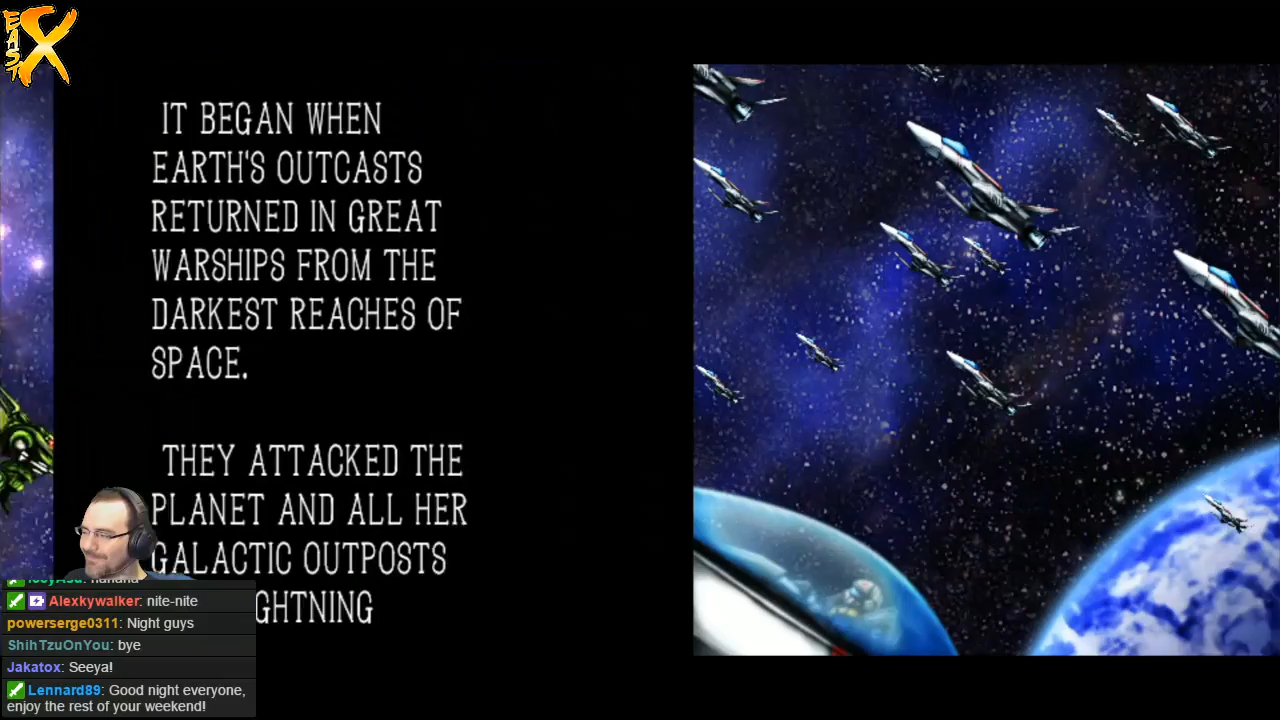 EAST
X
IT BEGAN WHEN
EARTH'S OUTCASTS
RETURNED IN GREAT
WARSHIPS FROM THE
DARKEST REACHES OF
SPACE.
THEY ATTACKED THE
PLANET AND ALL HER
GALACTIC OUTPOSTS
GHTNING
Alexkywalker: nite-nite
powerserge0311: Night guys
ShihTzuOnYou: bye
Jakatox: Seeya!
Lennard89: Good night everyone,
enjoy the rest of your weekend!